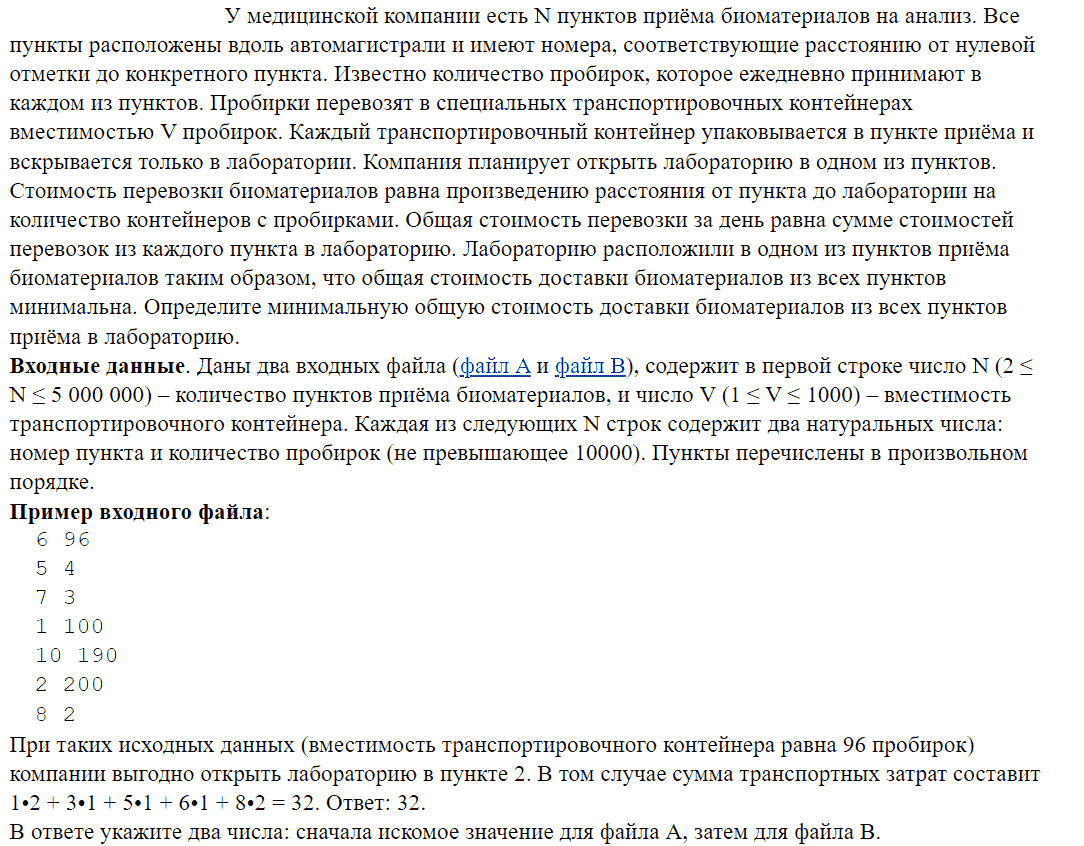 У медицинской компании есть N пунктов приёма биоматериалов на анализ. Все
пункты расположены вдоль автомагистрали и имеют номера, соответствующие расстоянию от нулевой
отметки до конкретного пункта. Известно количество пробирок, которое ежедневно принимают в
каждом из пунктов. Пробирки перевозят в специальных транспортировочных контейнерах
вместимостью V пробирок. Каждый транспортировочный контейнер упаковывается в пункте приёма и
вскрывается только в лаборатории. Компания планирует открыть лабораторию в одном из пунктов.
Стоимость перевозки биоматериалов равна произведению расстояния от пункта до лаборатории на
количество контейнеров с пробирками. Общая стоимость перевозки за день равна сумме стоимостей
перевозок из каждого пункта в лабораторию. Лабораторию расположили в одном из пунктов приёма
биоматериалов таким образом, что общая стоимость доставки биоматериалов из всех пунктов
минимальна. Определите минимальную общую стоимость доставки биоматериалов из всех пунктов
приёма в лабораторию.
Входные данные. Даны два входных файла (файл A и файл B), содержит в первой строке число N (2 ≤
N ≤ 5 000 000) – количество пунктов приёма биоматериалов, и число V (1 ≤ V ≤ 1000) – вместимость
транспортировочного контейнера. Каждая из следующих N строк содержит два натуральных числа:
номер пункта и количество пробирок (не превышающее 10000). Пункты перечислены в произвольном
порядке.
Пример входного файла:
6 96
5 4
7 3
1 100
10 190
2 200
8 2
При таких исходных данных (вместимость транспортировочного контейнера равна 96 пробирок)
компании выгодно открыть лабораторию в пункте 2. В том случае сумма транспортных затрат составит
1•2 + 3•1 + 5•1 + 6•1 + 8•2 = 32. Ответ: 32.
В ответе укажите два числа: сначала искомое значение для файла А, затем для файла B.